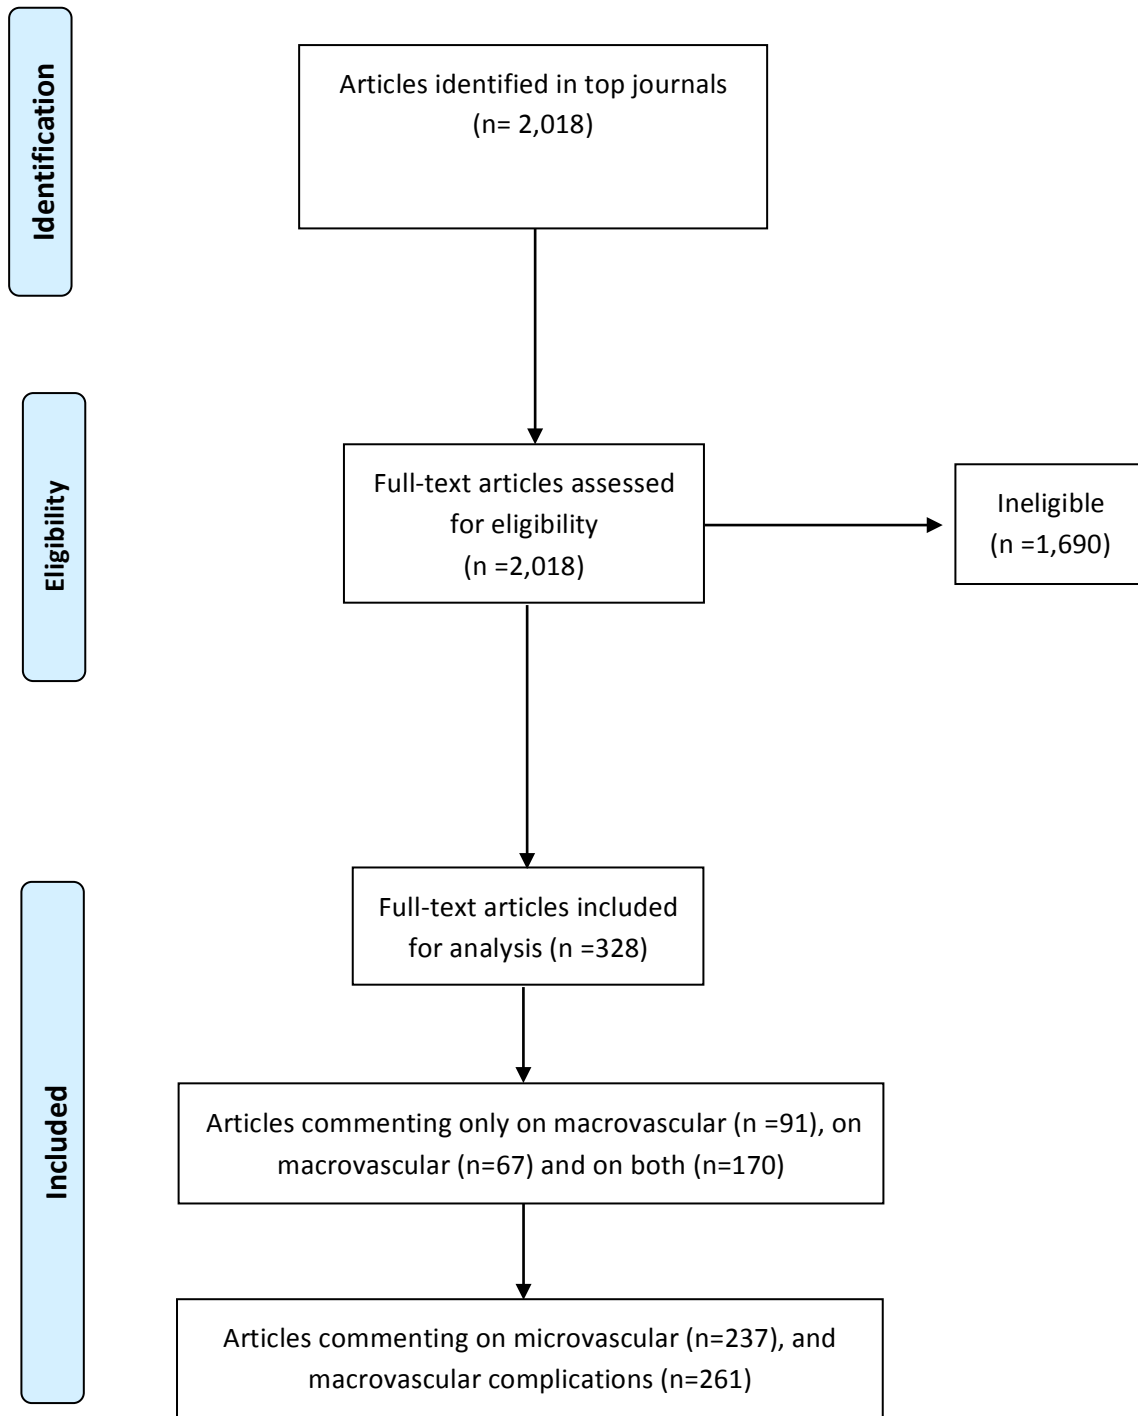 Identification
Articles identified in top journals
(n= 2,018)
Eligibility
Full-text articles assessed
for eligibility
(n =2,018)
Ineligible
(n =1,690)
Included
Full-text articles included
for analysis (n =328)
Articles commenting only on macrovascular (n =91), on
macrovascular (n=67) and on both (n=170)
Articles commenting on microvascular (n=237), and
macrovascular complications (n=261)